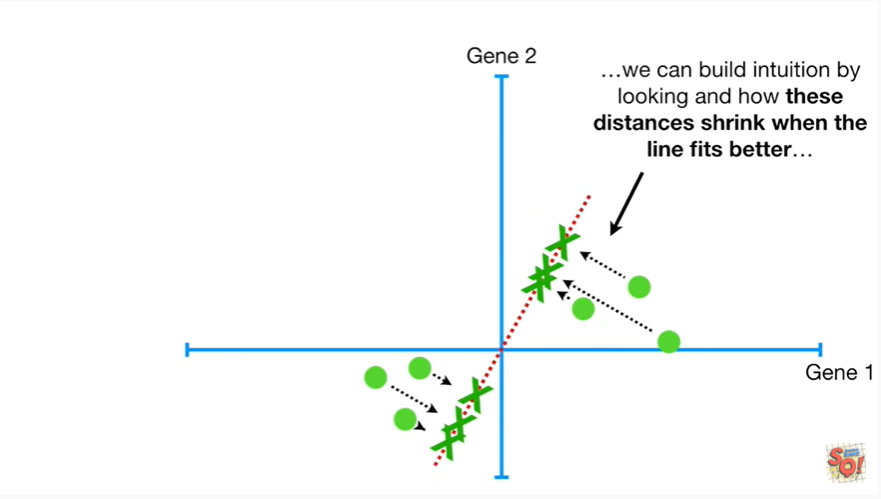 Gene 2
…we can build intuition by
looking and how these
distances shrink when the
line fits better…
Gene 1
SQ!